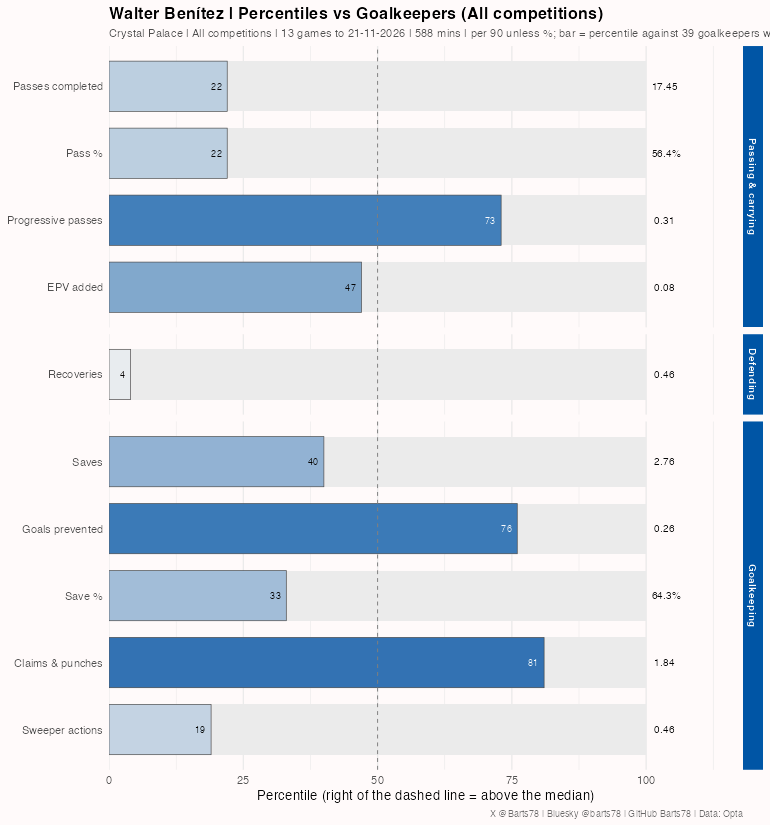 Walter Benítez | Percentiles vs Goalkeepers (All competitions)
Crystal Palace | All competitions | 13 games to 21-11-2026 | 588 mins | per 90 unless %; bar = percentile against 39 goalkeepers w
Passes completed 22 17.45
Pass % 22 56.4%
Progressive passes 73 0.31
EPV added 47 0.08
Passing & carrying
Recoveries 4 0.46
Defending
Saves 40 2.76
Goals prevented 76 0.26
Save % 33 64.3%
Claims & punches 81 1.84
Sweeper actions 19 0.46
Goalkeeping
0 25 50 75 100
Percentile (right of the dashed line = above the median)
X @Barts78 | Bluesky @barts78 | GitHub Barts78 | Data: Opta